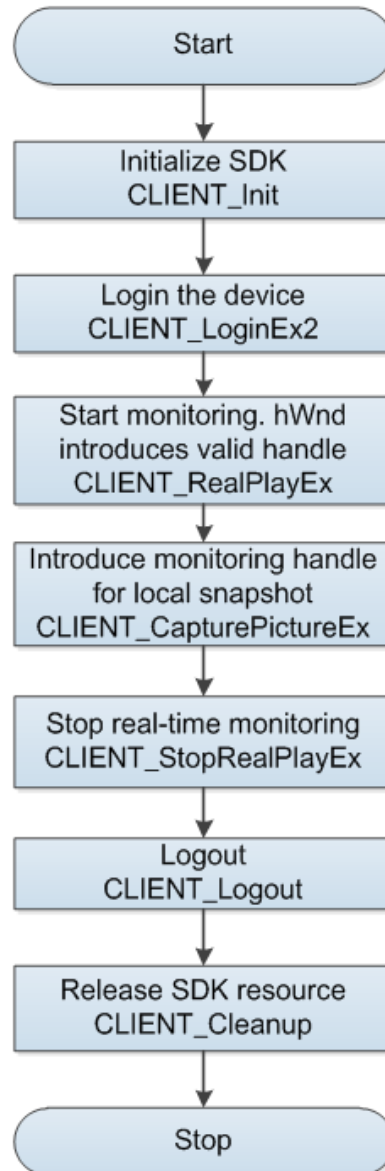 Start
Initialize SDK
CLIENT_Init
Login the device
CLIENT_LoginEx2
Start monitoring. hWnd
introduces valid handle
CLIENT_RealPlayEx
Introduce monitoring handle
for local snapshot
CLIENT_CapturePictureEx
Stop real-time monitoring
CLIENT_StopRealPlayEx
Logout
CLIENT_Logout
Release SDK resource
CLIENT_Cleanup
Stop